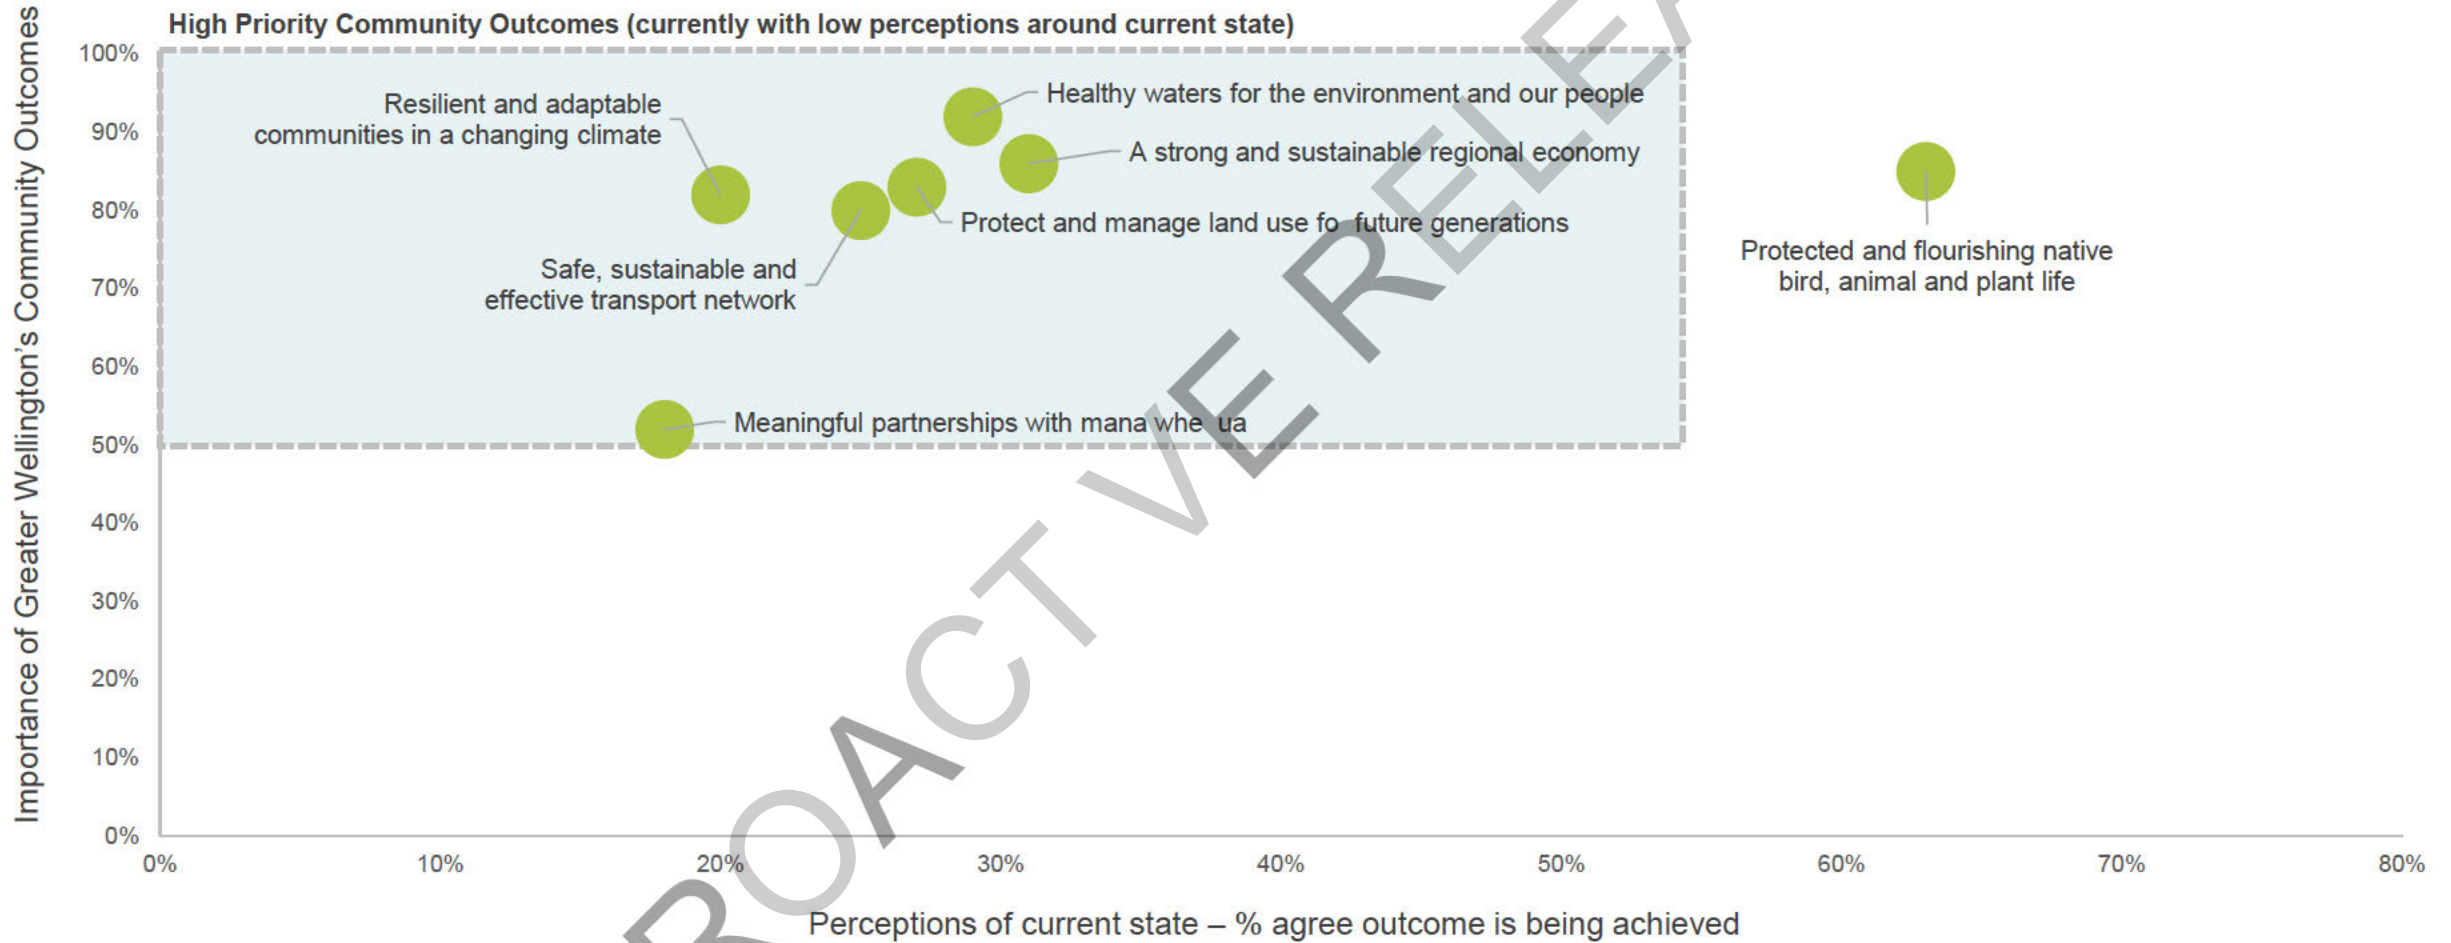 High Priority Community Outcomes (currently with low perceptions around current state)
Importance of Greater Wellington's Community Outcomes
100%
90%
80%
70%
60%
50%
40%
30%
20%
10%
0%
Resilient and adaptable
communities in a changing climate
Healthy waters for the environment and our people
A strong and sustainable regional economy
Protect and manage land use fo future generations
Safe, sustainable and
effective transport network
Meaningful partnerships with mana whe ua
Protected and flourishing native
bird, animal and plant life
0%
10%
20%
30%
40%
50%
60%
70%
80%
Perceptions of current state – % agree outcome is being achieved
ROACT VE RELEA